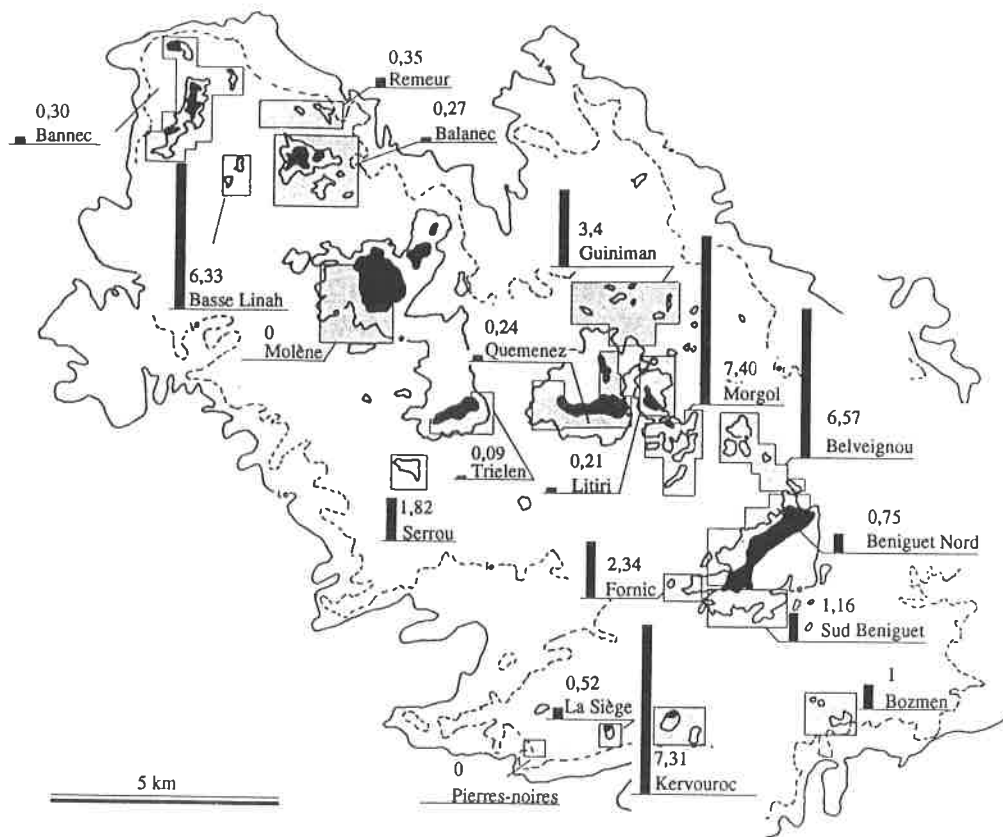 0,35
Remeur
0,27
Balanec
0,30
Bannec
3,4
Guiniman
6,33
Basse Linah
0
Molène
0,24
Quemenez
7,40
Morgol
6,57
Belveignou
0,09
Trielen
0,21
Litiri
1,82
Serrou
0,75
Beniguet Nord
2,34
Fornic
1,16
Sud Beniguet
0,52
La Siège
1
Bozmen
7,31
Kervouroc
0
Pierres-noires
5 km